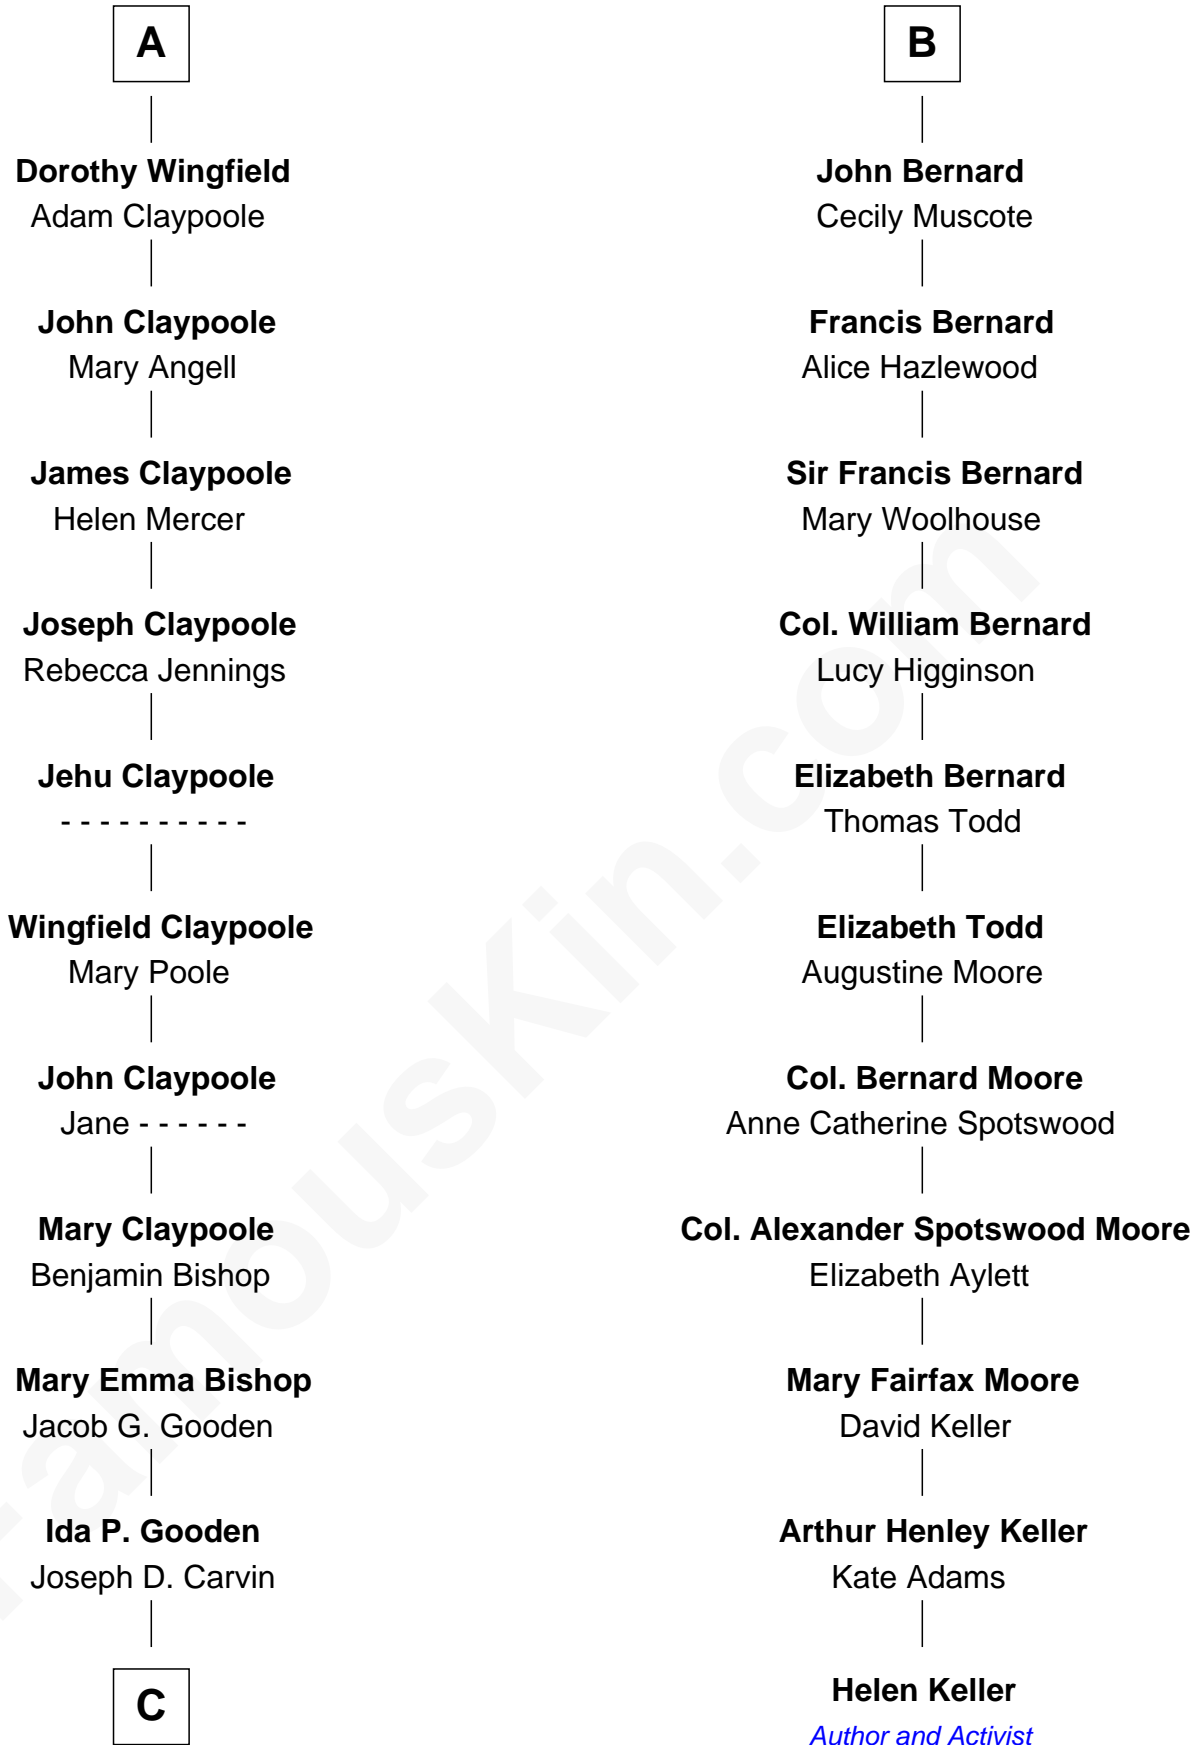 A
Dorothy Wingfield
Adam Claypoole
John Claypoole
Mary Angell
James Claypoole
Helen Mercer
Joseph Claypoole
Rebecca Jennings
Jehu Claypoole
- - - - - - - - - -
Wingfield Claypoole
Mary Poole
John Claypoole
Jane - - - - - -
Mary Claypoole
Benjamin Bishop
Mary Emma Bishop
Jacob G. Gooden
Ida P. Gooden
Joseph D. Carvin
C
B
John Bernard
Cecily Muscote
Francis Bernard
Alice Hazlewood
Sir Francis Bernard
Mary Woolhouse
Col. William Bernard
Lucy Higginson
Elizabeth Bernard
Thomas Todd
Elizabeth Todd
Augustine Moore
Col. Bernard Moore
Anne Catherine Spotswood
Col. Alexander Spotswood Moore
Elizabeth Aylett
Mary Fairfax Moore
David Keller
Arthur Henley Keller
Kate Adams
Helen Keller
Author and Activist
FamousKin.com